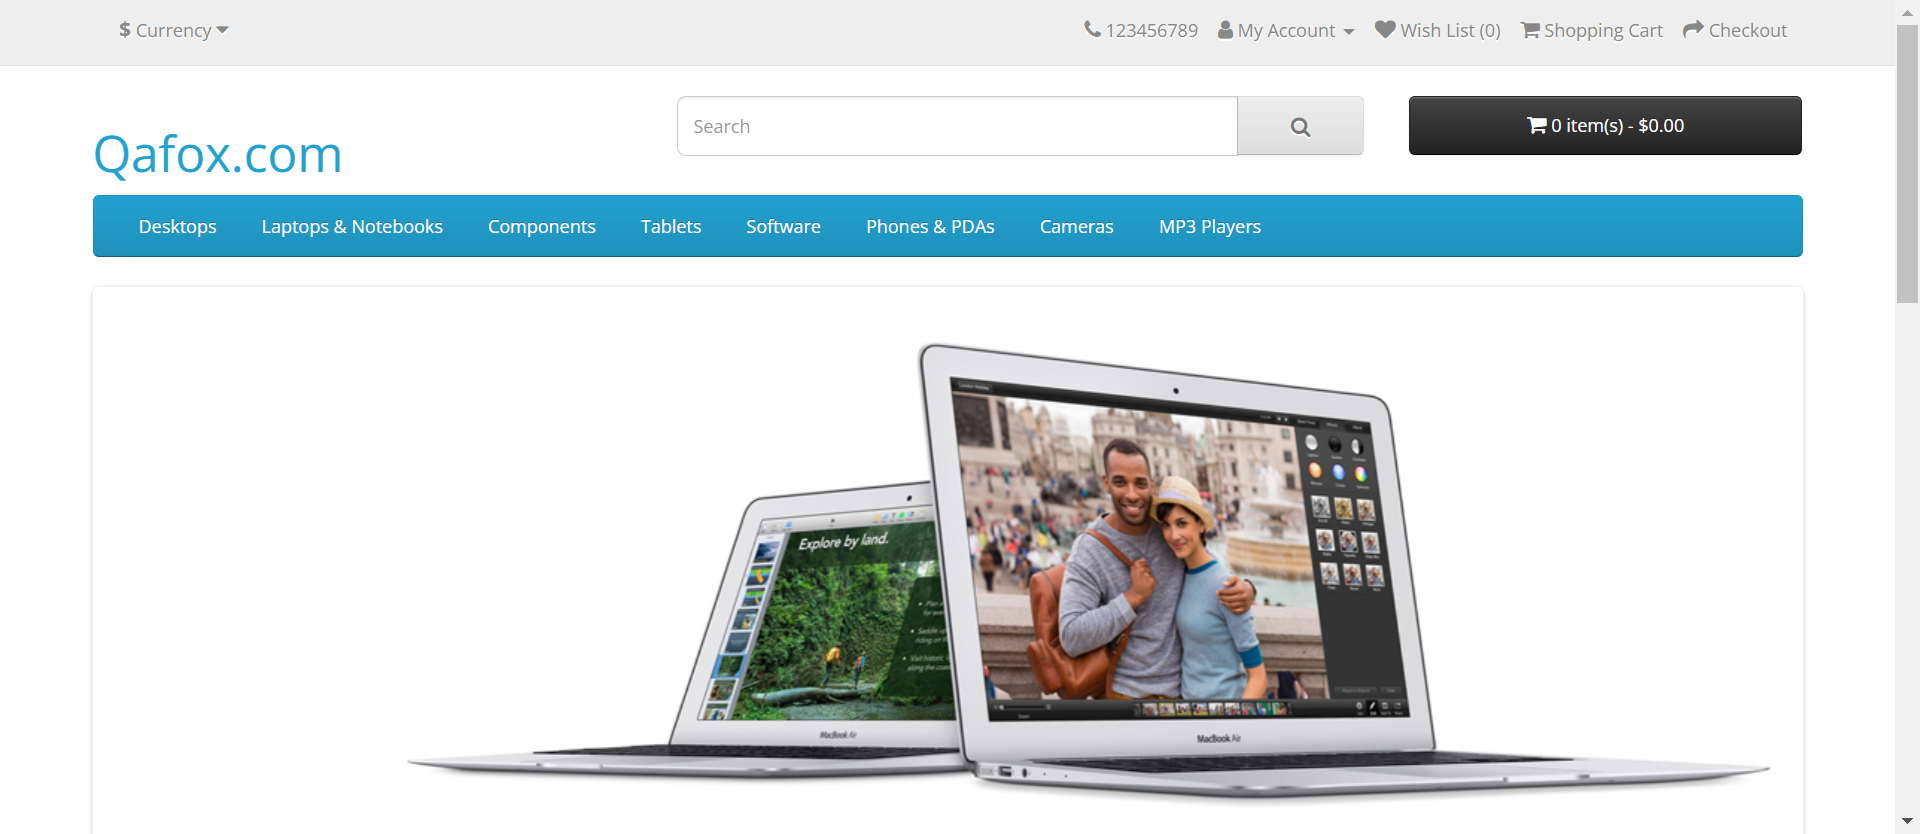 $ Currency
123456789 My Account Wish List (0) Shopping Cart Checkout
Search
0 item(s) - $0.00
Qafox.com
Desktops Laptops & Notebooks Components Tablets Software Phones & PDAs Cameras MP3 Players
Explore by land.
MacBook Air
MacBook Air